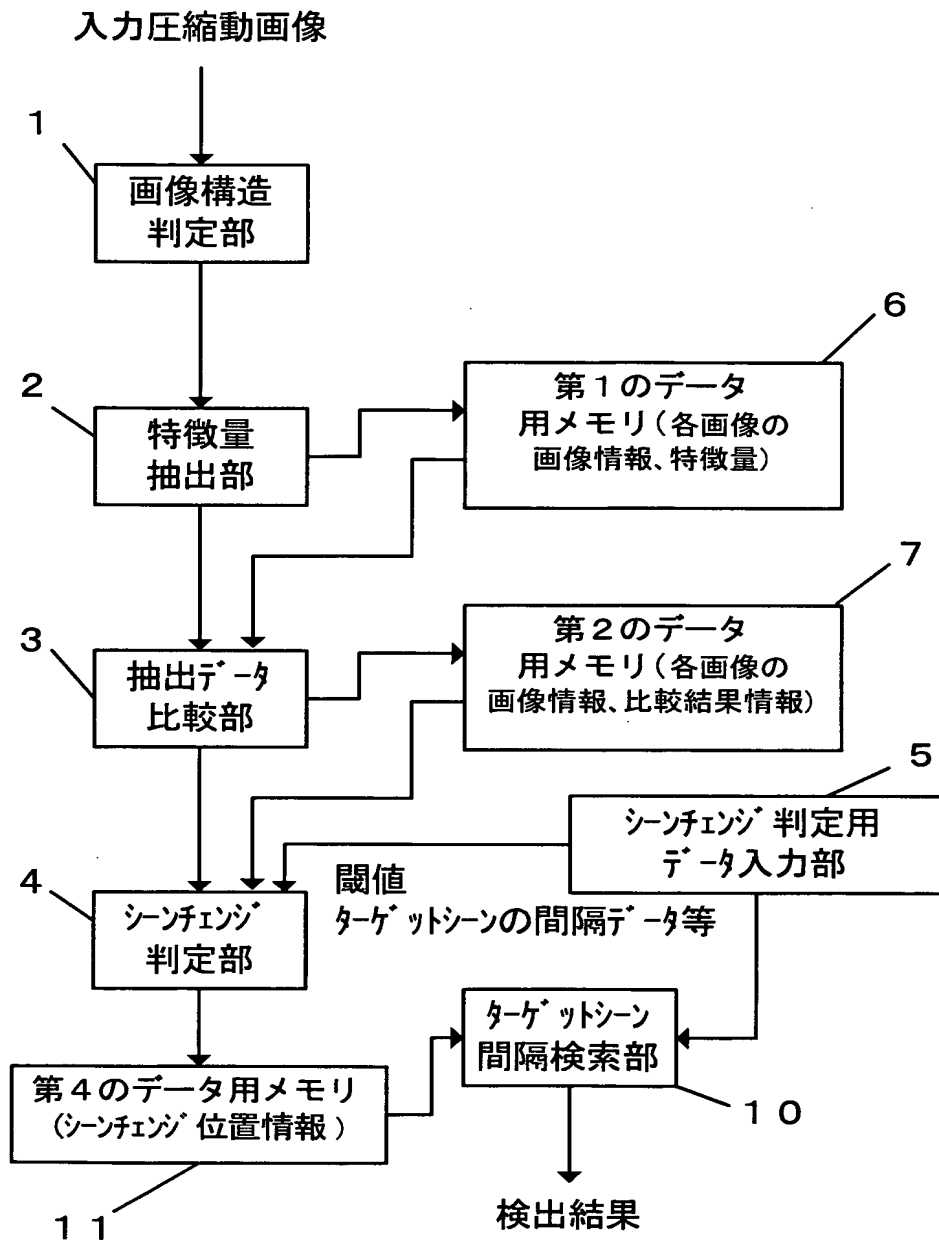 入力圧縮動画像
1
画像構造
判定部
6
2
特徴量
抽出部
第1のデータ
用メモリ(各画像の
画像情報、特徴量)
7
3
抽出ﾃﾞｰﾀ
比較部
第2のデータ
用メモリ(各画像の
画像情報、比較結果情報)
5
ｼｰﾝﾁｪﾝｼﾞ判定用
ﾃﾞｰﾀ入力部
4
ｼｰﾝﾁｪﾝｼﾞ
判定部
閾値
ﾀｰｹﾞｯﾄｼｰﾝの間隔ﾃﾞｰﾀ等
ﾀｰｹﾞｯﾄｼｰﾝ
間隔検索部
10
第4のデータ用メモリ
(ｼｰﾝﾁｪﾝｼﾞ位置情報)
11
検出結果